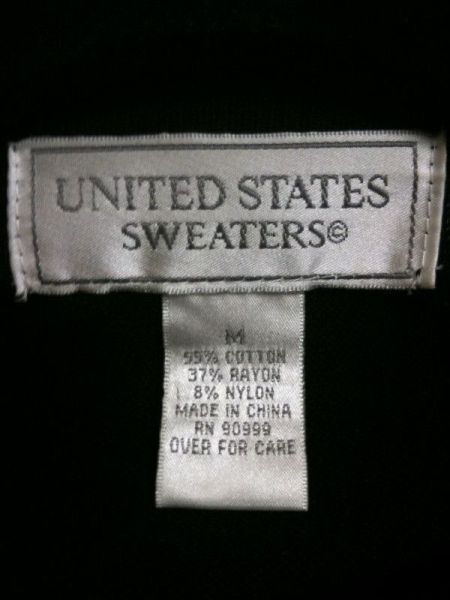 UNITED STATES
SWEATERS©
M
55% COTTON
37% RAYON
8% NYLON
MADE IN CHINA
RN 90999
OVER FOR CARE